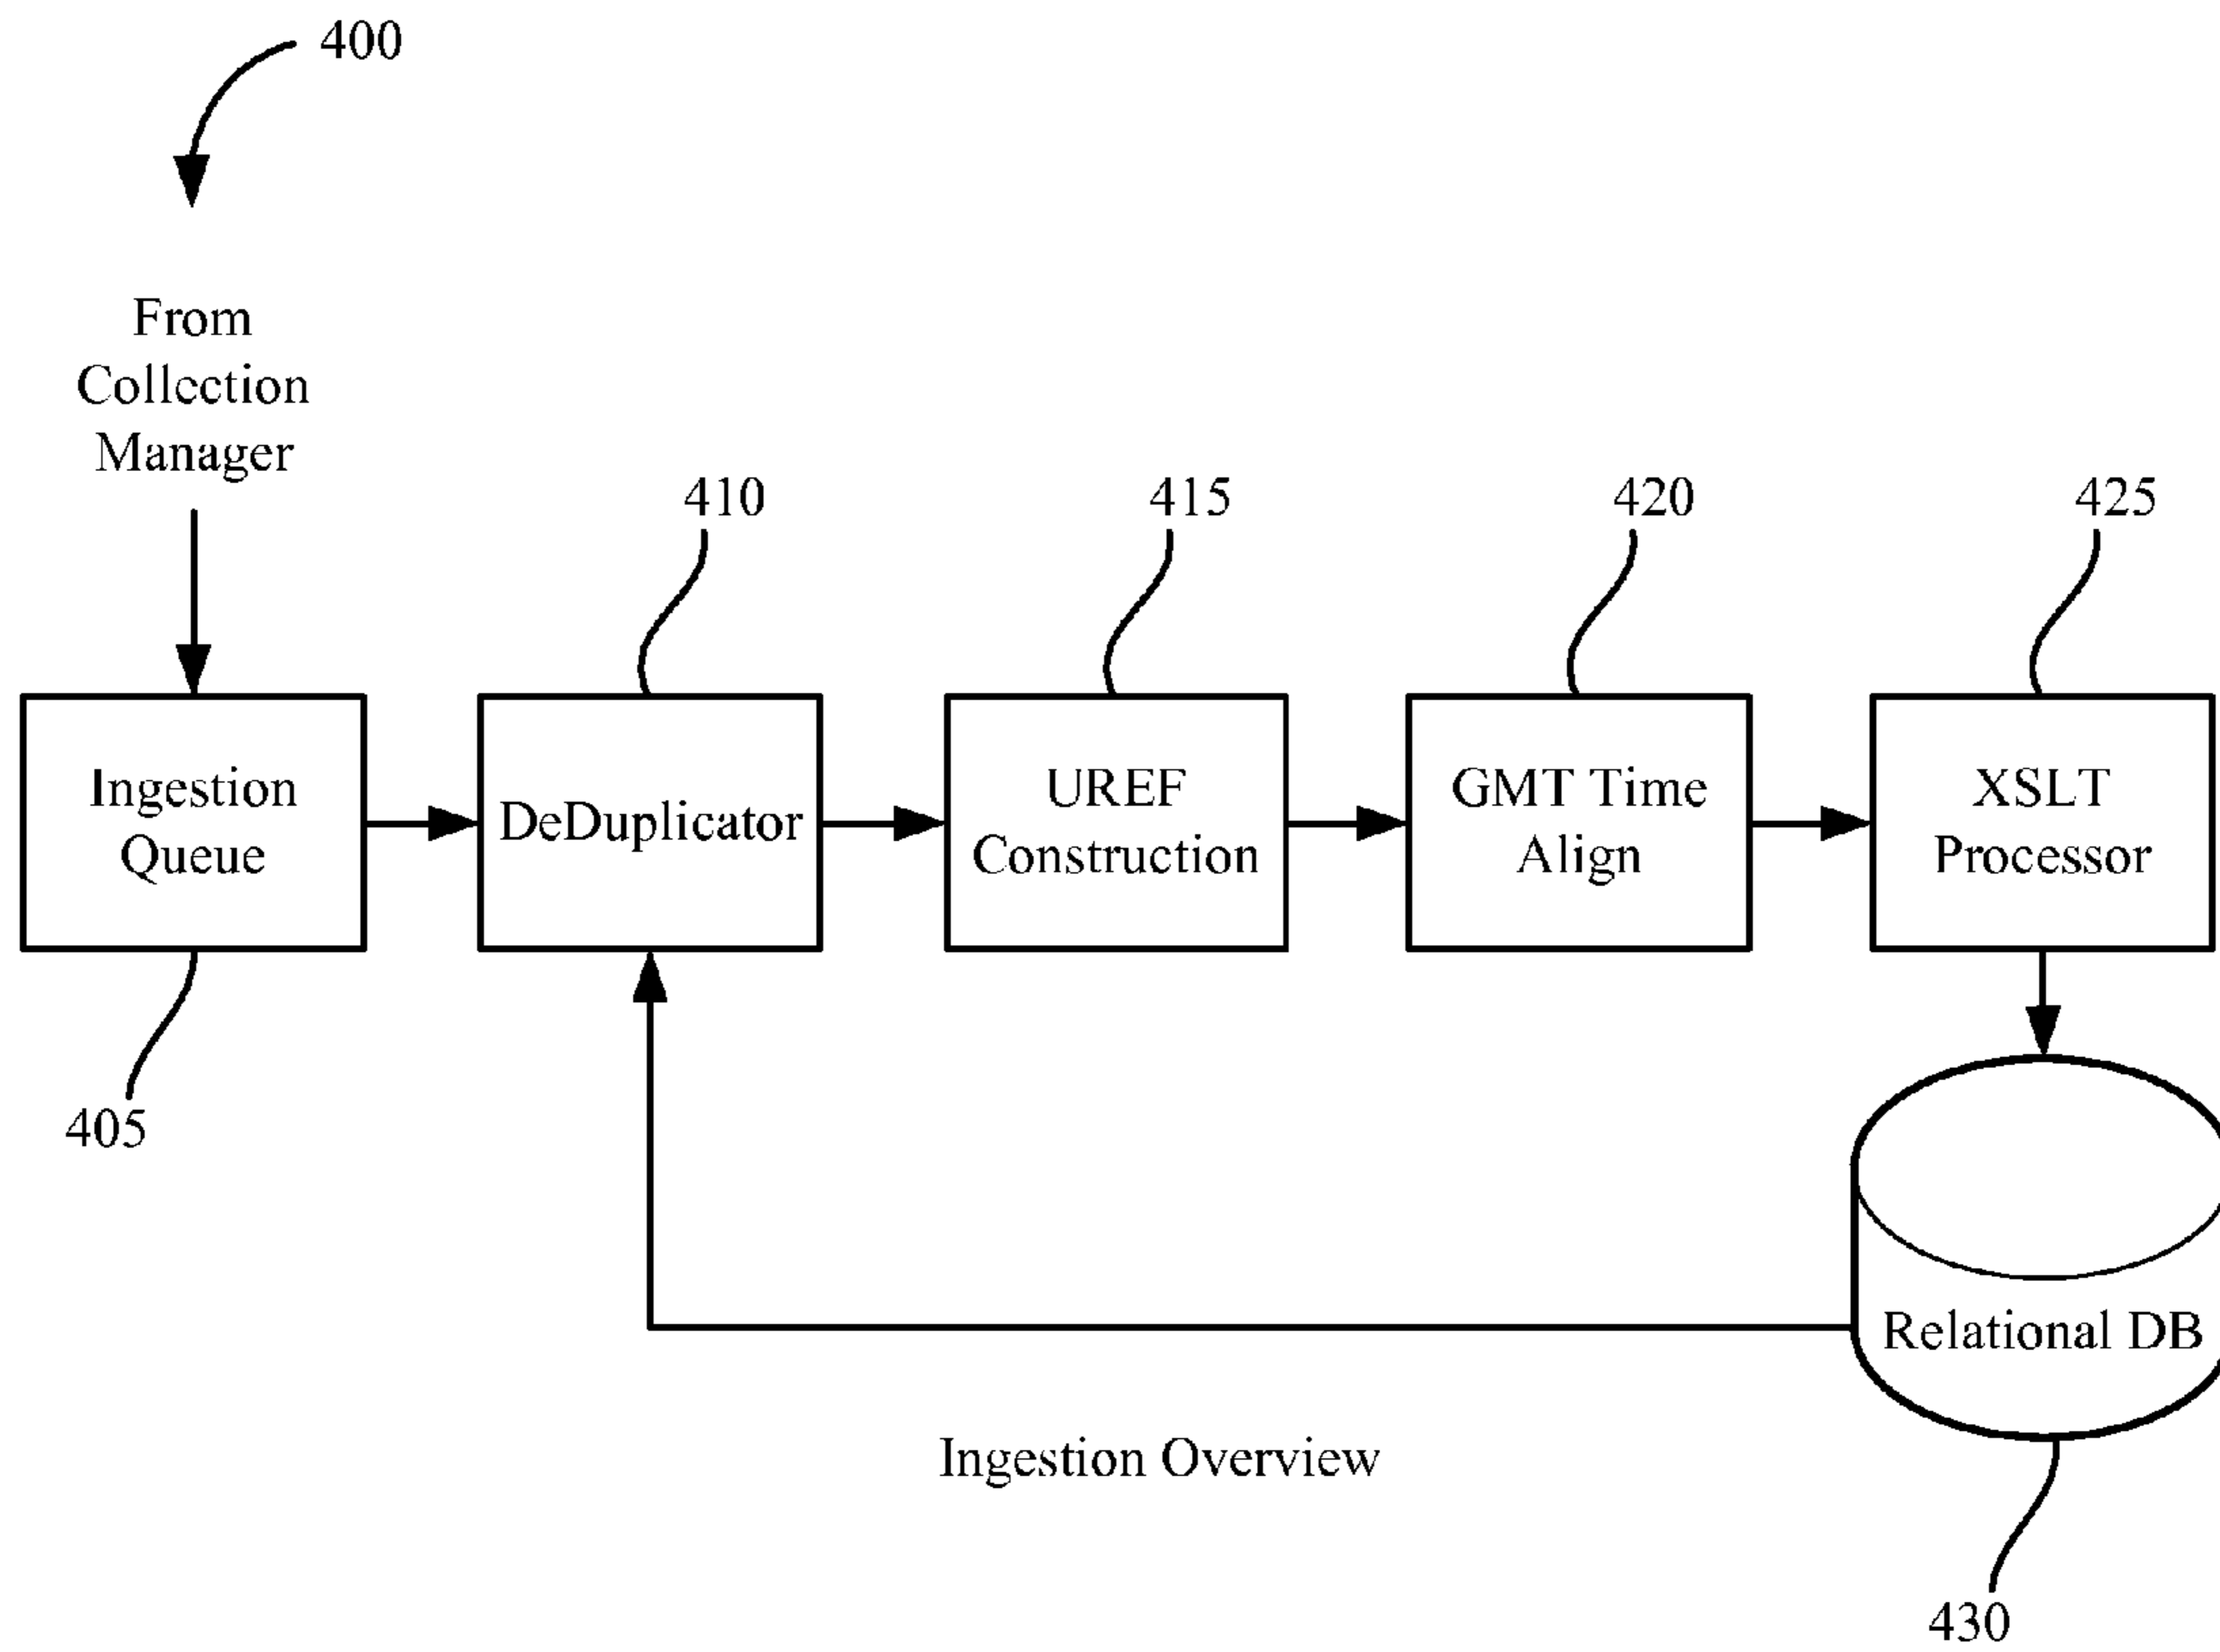 400
From
Collection
Manager
410
415
420
425
Ingestion
Queue
DeDuplicator
UREF
Construction
GMT Time
Align
XSLT
Processor
405
Relational DB
Ingestion Overview
430